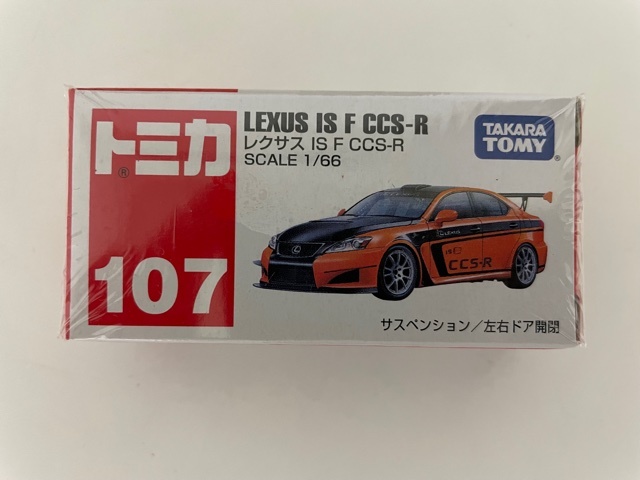 トミカ
®
107
LEXUS IS F CCS-R
レクサス IS F CCS-R
SCALE 1/66
TAKARA
TOMY
CCS-R
サスペンション/左右ドア開閉